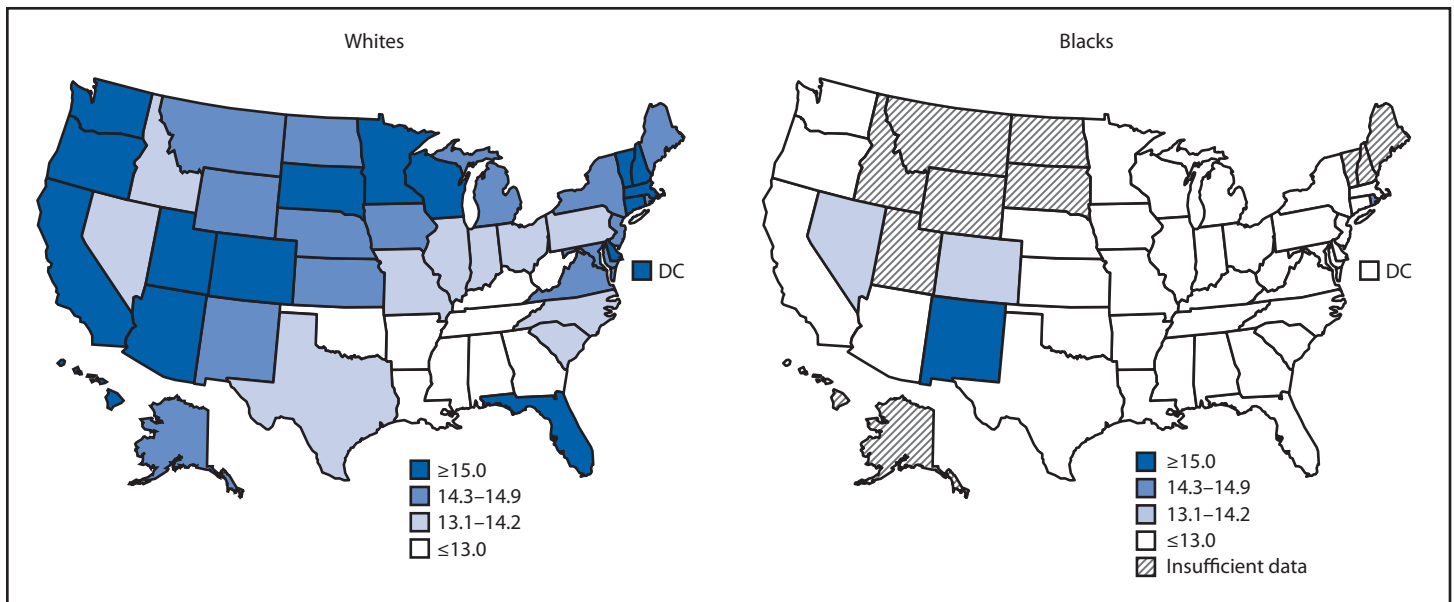 Whites
DC
≥15.0
14.3–14.9
13.1–14.2
≤13.0
Blacks
DC
≥15.0
14.3–14.9
13.1–14.2
≤13.0
Insufficient data